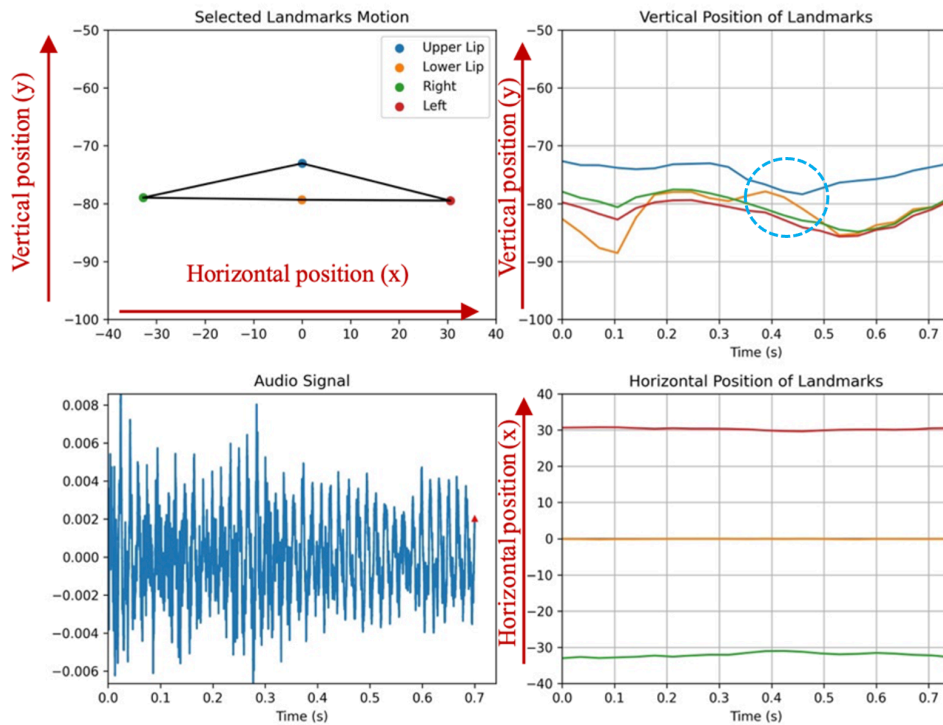 Selected Landmarks Motion
Vertical position (y)
−50
−60
−70
−80
−90
−100
Upper Lip
Lower Lip
Right
Left
Horizontal position (x)
−40 −30 −20 −10 0 10 20 30 40
Vertical Position of Landmarks
Vertical position (y)
−50
−60
−70
−80
−90
−100
0.0 0.1 0.2 0.3 0.4 0.5 0.6 0.7
Time (s)
Audio Signal
0.008
0.006
0.004
0.002
0.000
−0.002
−0.004
−0.006
0.0 0.1 0.2 0.3 0.4 0.5 0.6 0.7
Time (s)
Horizontal Position of Landmarks
Horizontal position (x)
40
30
20
10
0
−10
−20
−30
−40
0.0 0.1 0.2 0.3 0.4 0.5 0.6 0.7
Time (s)